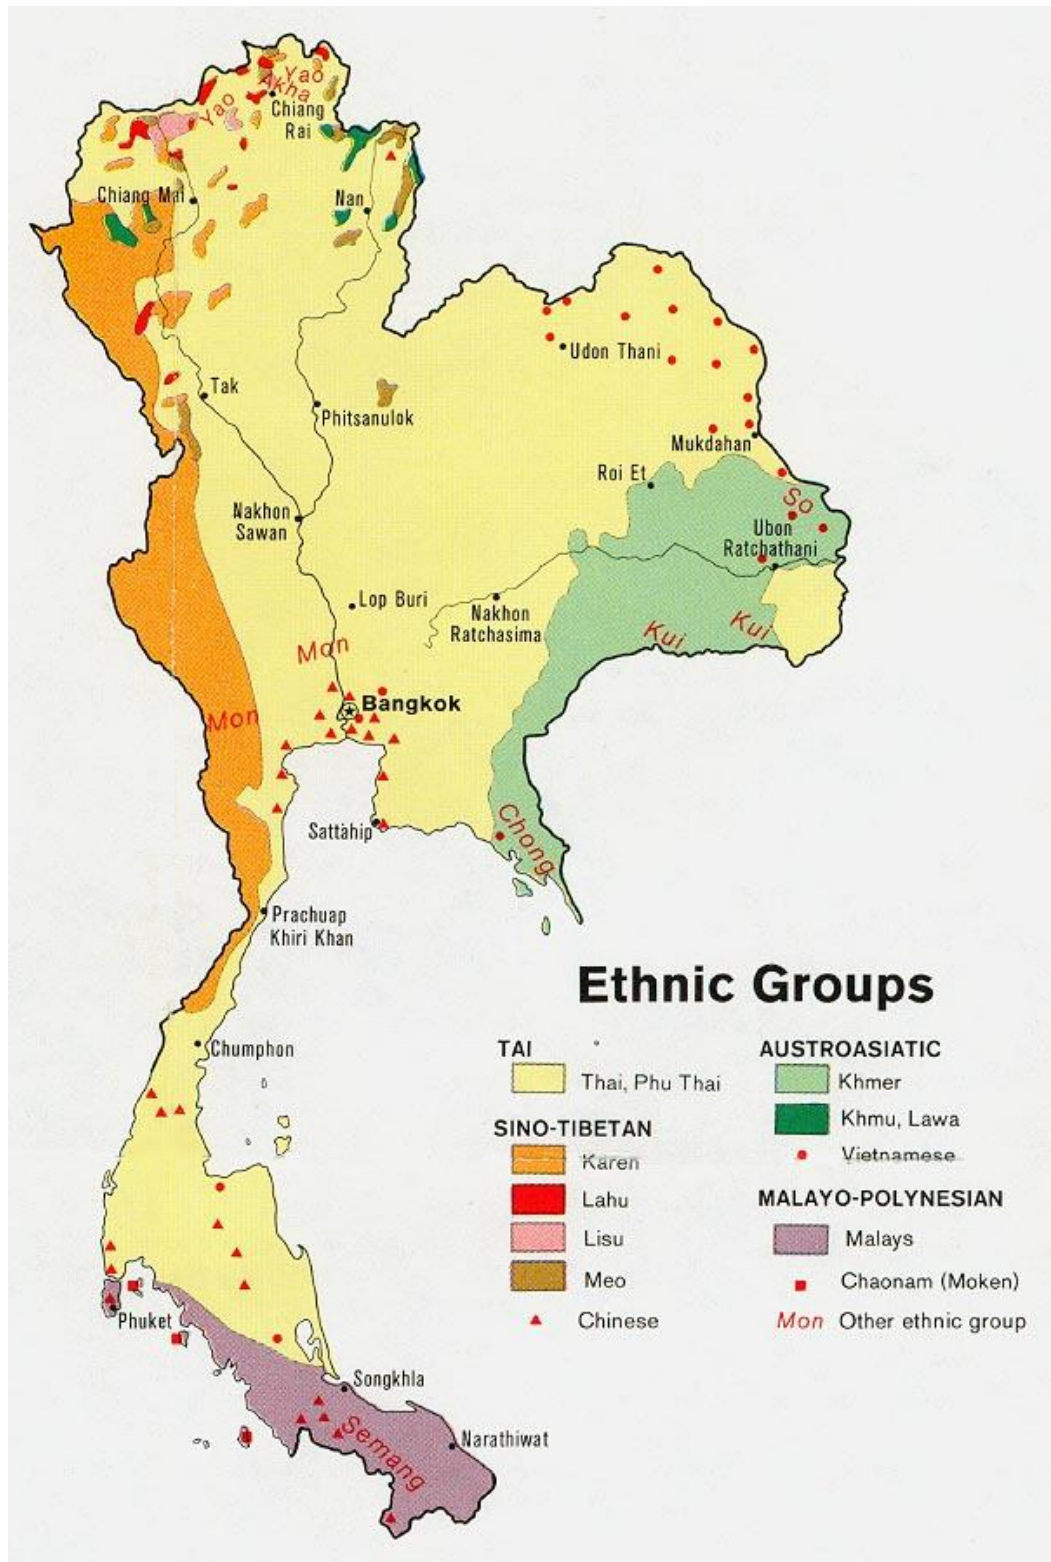 Yao
Akha
Yao
Chiang
Rai
Chiang Mai
Nan
Udon Thani
Tak
Phitsanulok
Mukdahan
Roi Et
So
Nakhon
Sawan
Ubon
Ratchathani
Lop Buri
Nakhon
Ratchasima
Kui
Kui
Mon
Mon
Bangkok
Chong
Sattahip
Prachuap
Khiri Khan
Chumphon
Phuket
Songkhla
Semang
Narathiwat
Ethnic Groups
TAI
Thai, Phu Thai
SINO-TIBETAN
Karen
Lahu
Lisu
Meo
Chinese
AUSTROASIATIC
Khmer
Khmu, Lawa
Vietnamese
MALAYO-POLYNESIAN
Malays
Chaonam (Moken)
Mon Other ethnic group